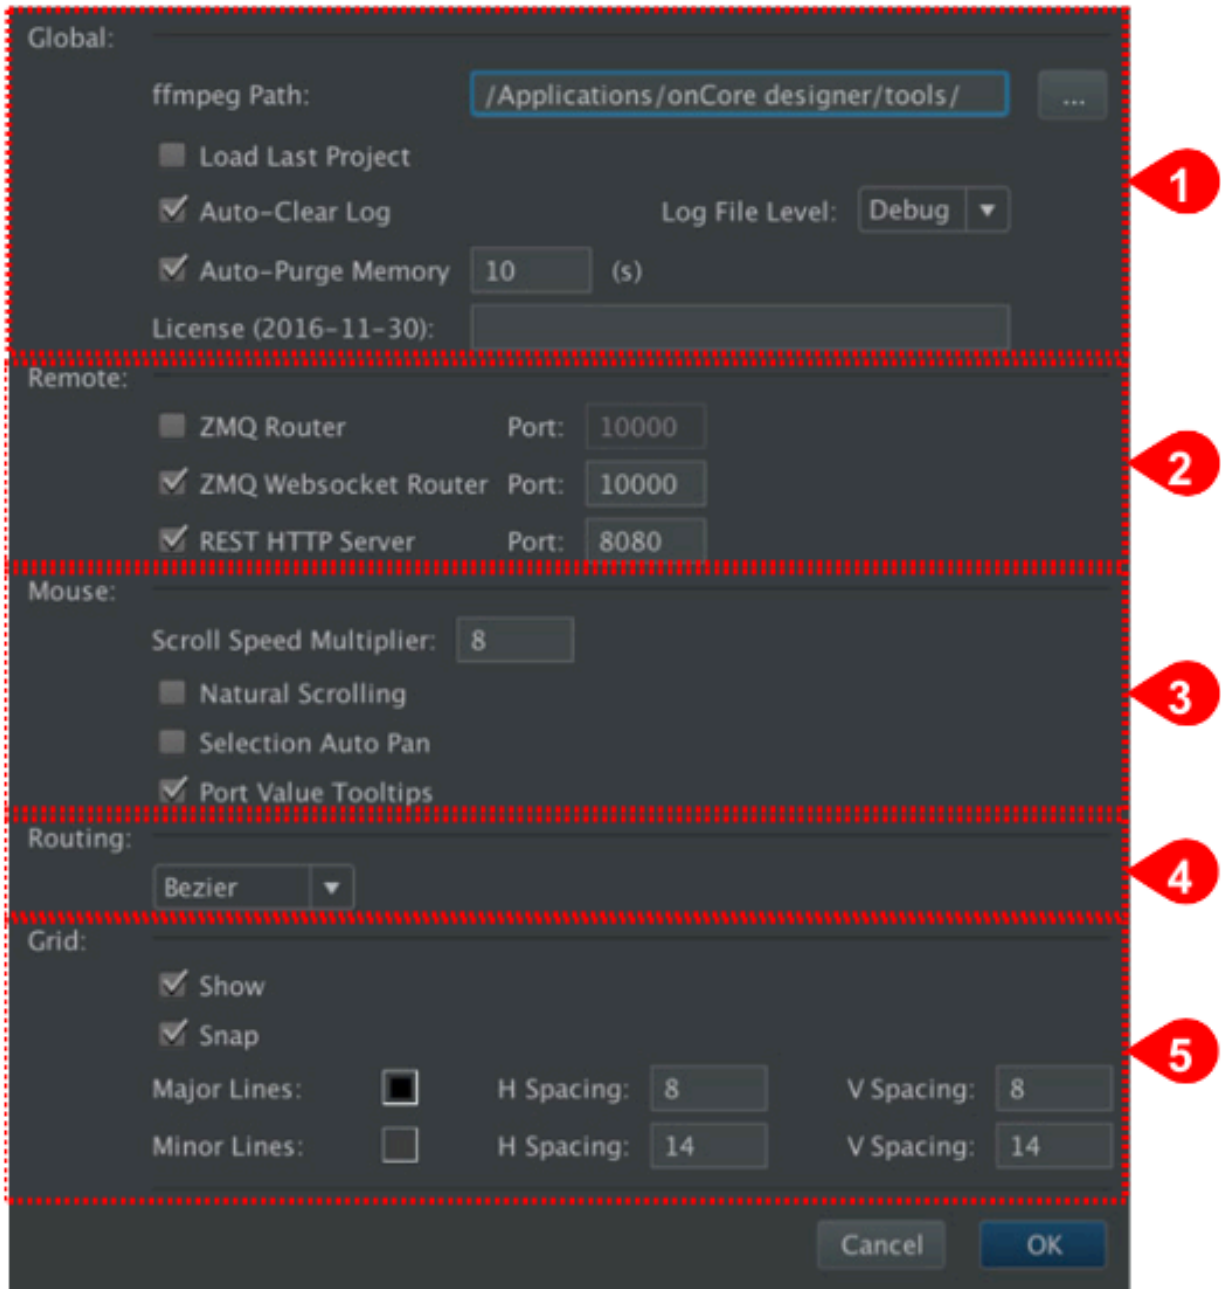 Global:
ffmpeg Path: /Applications/onCore designer/tools/ ...
Load Last Project
1
Auto-Clear Log Log File Level: Debug
Auto-Purge Memory 10 (s)
License (2016-11-30):
Remote:
ZMQ Router Port: 10000
2
ZMQ Websocket Router Port: 10000
REST HTTP Server Port: 8080
Mouse:
Scroll Speed Multiplier: 8
Natural Scrolling
3
Selection Auto Pan
Port Value Tooltips
Routing:
4
Bezier
Grid:
Show
Snap
5
Major Lines: H Spacing: 8 V Spacing: 8
Minor Lines: H Spacing: 14 V Spacing: 14
Cancel OK